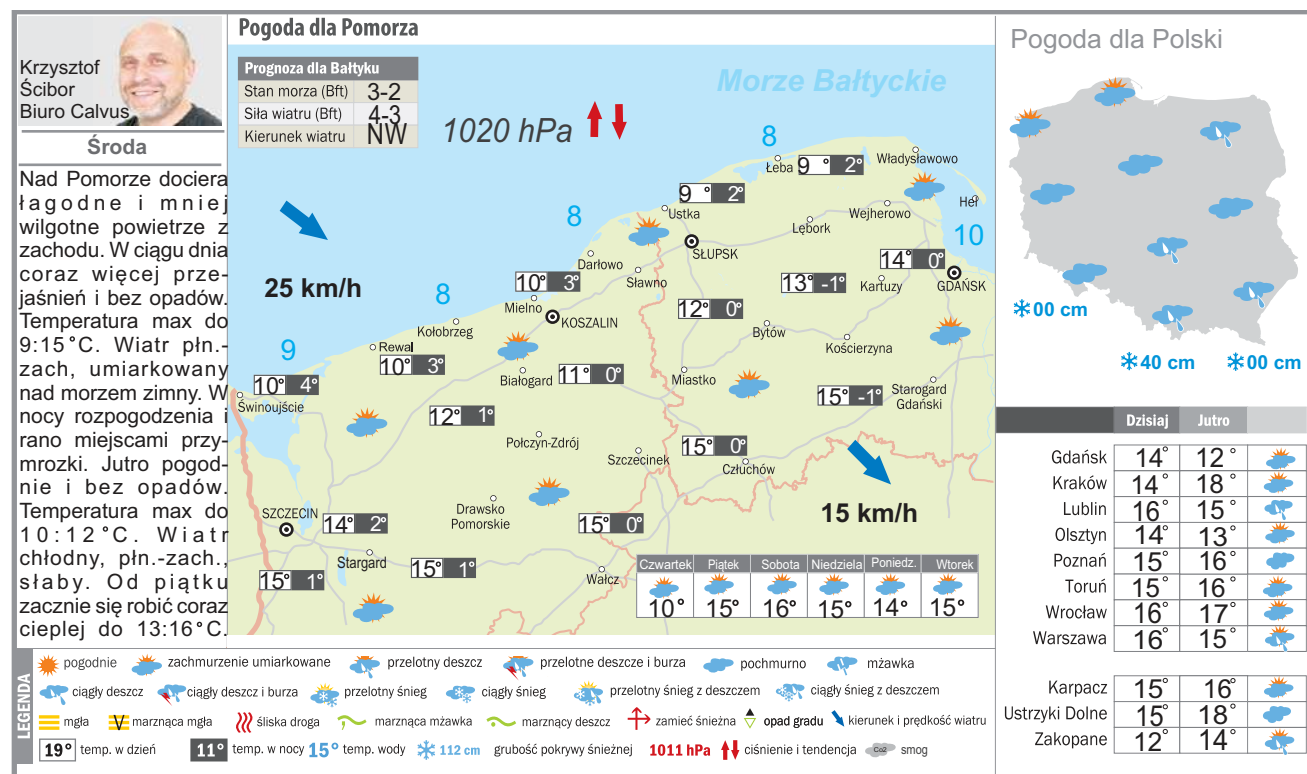 Krzysztof
Ścibor
Biuro Calvus
Środa
Nad Pomorze dociera
łagodne i mniej
wilgotne powietrze z
zachodu. W ciągu dnia
coraz więcej prze-
jaśnień i bez opadów.
Temperatura max do
9:15°C. Wiatr płn.-
zach, umiarkowany
nad morzem zimny. W
nocy rozpogodzenia i
rano miejscami przy-
mrozki. Jutro pogod-
nie i bez opadów.
Temperatura max do
10:12°C. Wiatr
chłodny, płn.-zach.,
słaby. Od piątku
zacznie się robić coraz
cieplej do 13:16°C.
Pogoda dla Pomorza
Prognoza dla Bałtyku
Stan morza (Bft) 3-2
Siła wiatru (Bft) 4-3
Kierunek wiatru NW
Morze Bałtyckie
1020 hPa
8
Łeba 9° 2°
Władysławowo
9° 2°
Ustka
Hel
Wejherowo
Lębork
8
10
SŁUPSK
14° 0°
GDAŃSK
Darłowo
Sławno
25 km/h
10° 3°
13° -1°
Kartuzy
8
Mielno
KOSZALIN
12° 0°
Bytów
Kołobrzeg
Kościerzyna
9
Rewal
10° 3°
Białogard
11° 0°
Miastko
10° 4°
Świnoujście
Starogard
Gdański
15° -1°
12° 1°
Połczyn-Zdrój
15° 0°
Szczecinek
Człuchów
Drawsko
Pomorskie
SZCZECIN
14° 2°
15° 0°
15 km/h
Stargard
15° 1°
15° 1°
Wałcz
Czwartek Piątek Sobota Niedziela Poniedz. Wtorek
10° 15° 16° 15° 14° 15°
Pogoda dla Polski
00 cm
40 cm
00 cm
Dzisiaj Jutro
Gdańsk 14° 12°
Kraków 14° 18°
Lublin 16° 15°
Olsztyn 14° 13°
Poznań 15° 16°
Toruń 15° 16°
Wrocław 16° 17°
Warszawa 16° 15°
Karpacz 15° 16°
Ustrzyki Dolne 15° 18°
Zakopane 12° 14°
LEGENDA
pogodnie zachmurzenie umiarkowane przelotny deszcz przelotne deszcze i burza pochmurno mżawka
ciągły deszcz ciągły deszcz i burza przelotny śnieg ciągły śnieg przelotny śnieg z deszczem ciągły śnieg z deszczem
mgła marznąca mgła śliska droga marznąca mżawka marznący deszcz zamieć śnieżna opad gradu kierunek i prędkość wiatru
19° temp. w dzień 11° temp. w nocy 15° temp. wody 112 cm grubość pokrywy śnieżnej 1011 hPa ciśnienie i tendencja Co2 smog